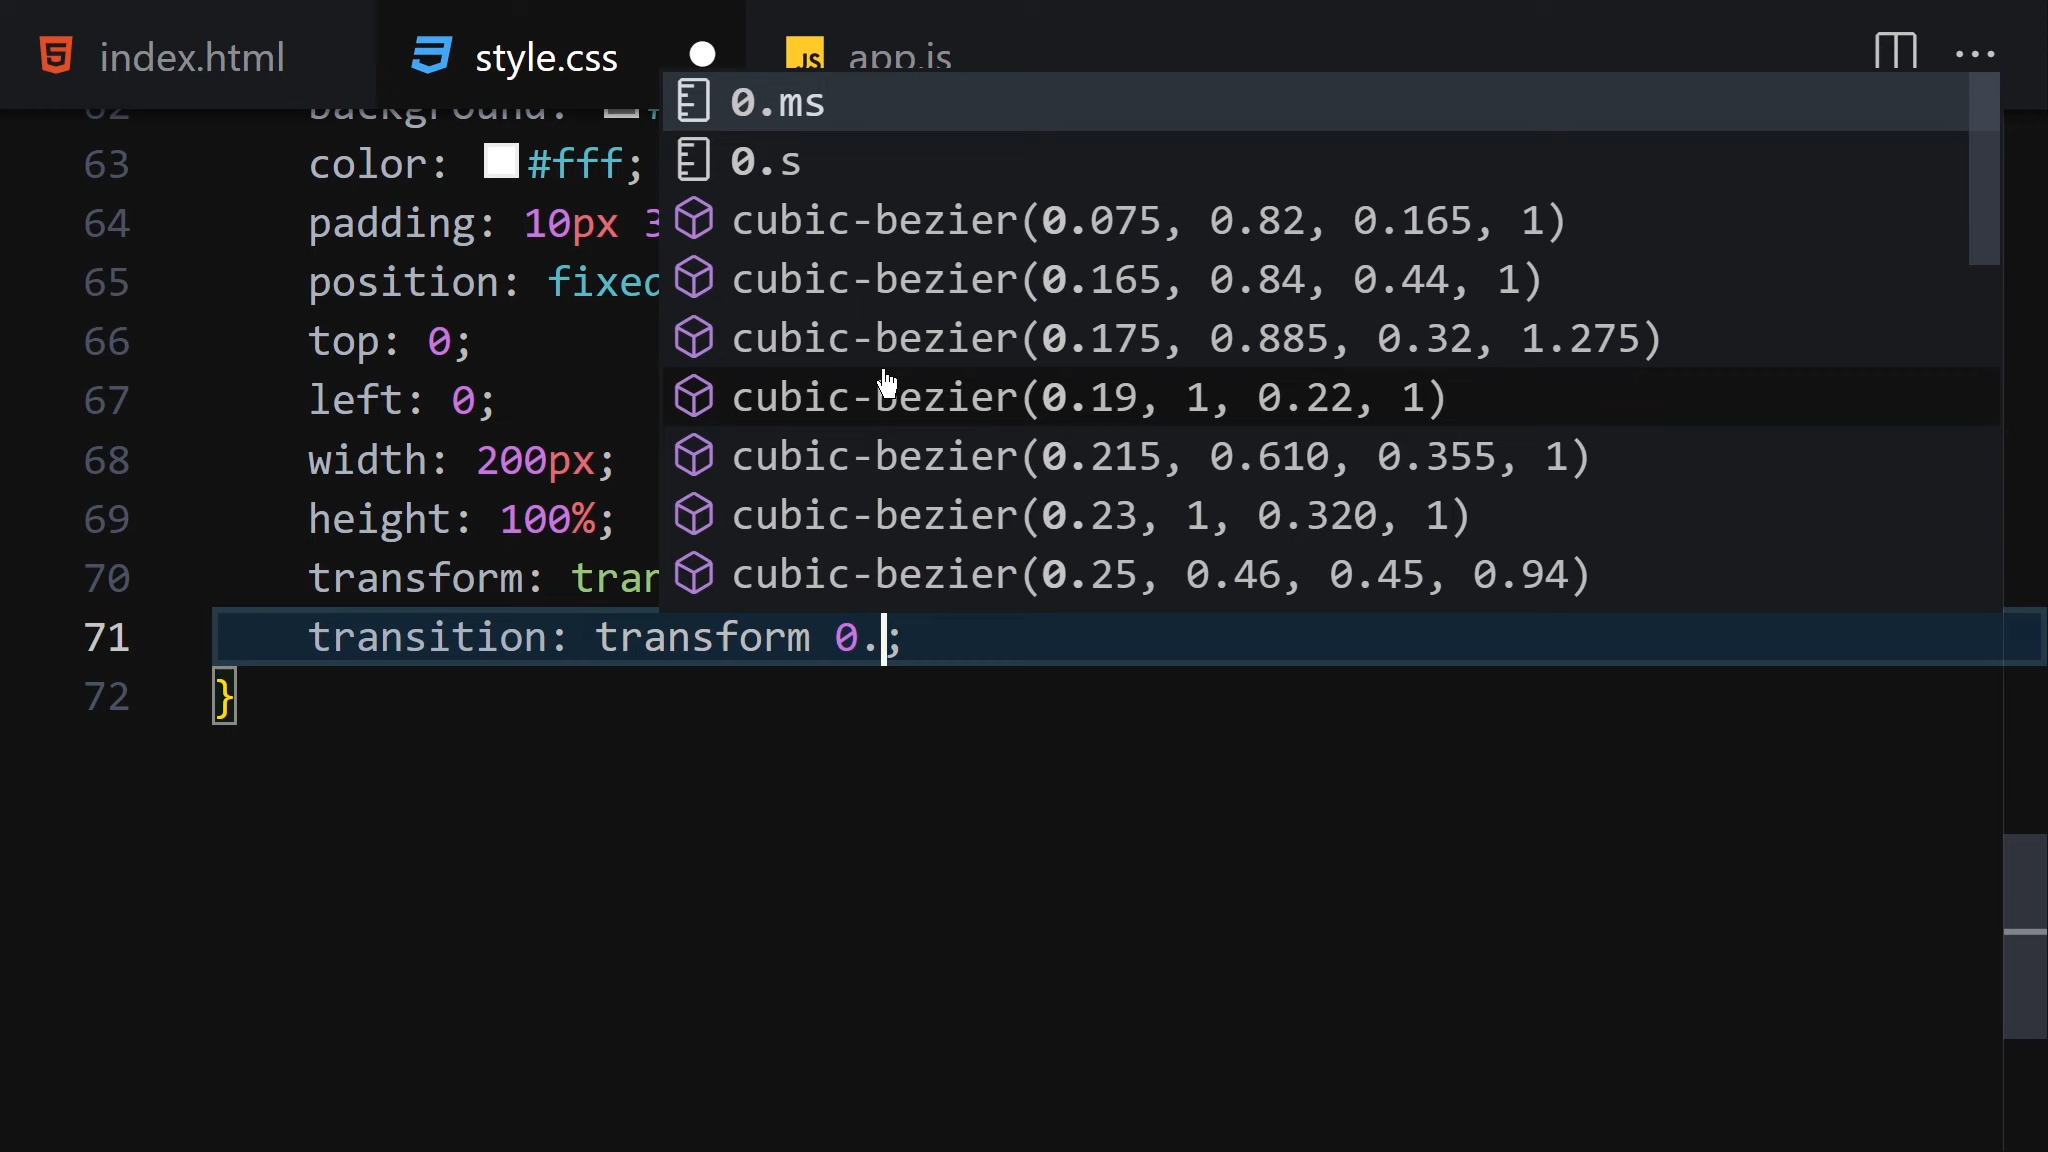 index.html
style.css
app.js
0.ms
62 background: #
0.s
63 color: #fff;
cubic-bezier(0.075, 0.82, 0.165, 1)
64 padding: 10px 3
cubic-bezier(0.165, 0.84, 0.44, 1)
65 position: fixed
cubic-bezier(0.175, 0.885, 0.32, 1.275)
66 top: 0;
cubic-bezier(0.19, 1, 0.22, 1)
67 left: 0;
cubic-bezier(0.215, 0.610, 0.355, 1)
68 width: 200px;
cubic-bezier(0.23, 1, 0.320, 1)
69 height: 100%;
cubic-bezier(0.25, 0.46, 0.45, 0.94)
70 transform: tran
71 transition: transform 0.;
72 }